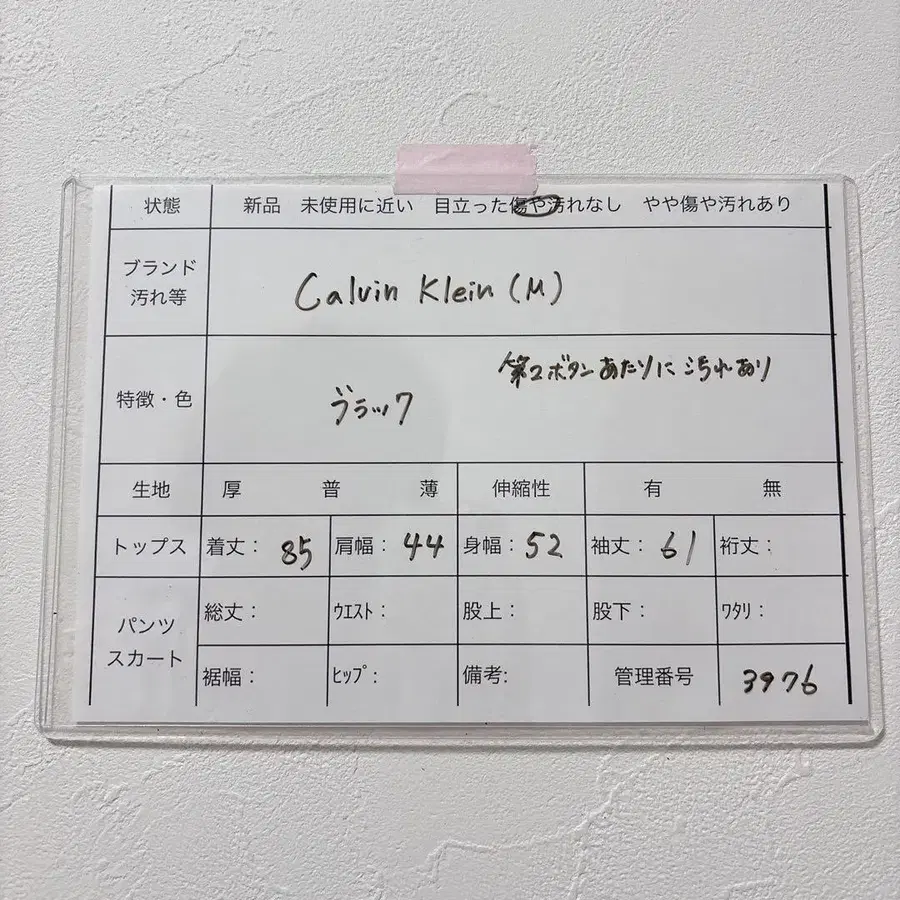 状態 新品 未使用に近い 目立った傷や汚れなし やや傷や汚れあり
ブランド
汚れ等
Calvin Klein (M)
特徴・色
第2ボタンあたりに汚れあり
ブラック
生地 厚 普 薄 伸縮性 有 無
トップス 着丈： 85 肩幅： 44 身幅： 52 袖丈： 61 裄丈：
パンツ
スカート
総丈： ｳｴｽﾄ： 股上： 股下： ﾜﾀﾘ：
裾幅： ﾋｯﾌﾟ： 備考: 管理番号 3976